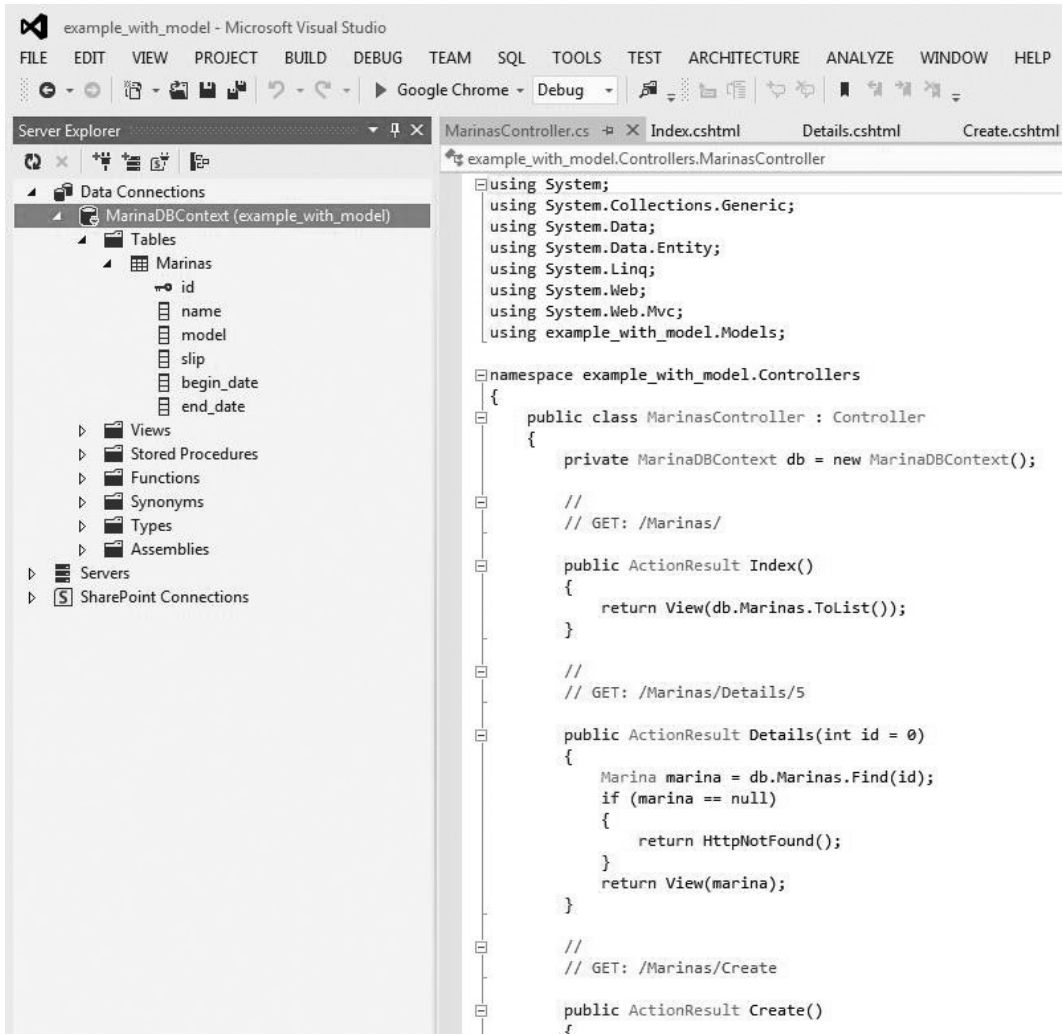 example_with_model - Microsoft Visual Studio
FILE EDIT VIEW PROJECT BUILD DEBUG TEAM SQL TOOLS TEST ARCHITECTURE ANALYZE WINDOW HELP
Google Chrome Debug
Server Explorer
Data Connections
MarinaDBContext (example_with_model)
Tables
Marinas
id
name
model
slip
begin_date
end_date
Views
Stored Procedures
Functions
Synonyms
Types
Assemblies
Servers
SharePoint Connections
MarinasController.cs Index.cshtml Details.cshtml Create.cshtml
example_with_model.Controllers.MarinasController
using System;
using System.Collections.Generic;
using System.Data;
using System.Data.Entity;
using System.Linq;
using System.Web;
using System.Web.Mvc;
using example_with_model.Models;
namespace example_with_model.Controllers
{
public class MarinasController : Controller
{
private MarinaDBContext db = new MarinaDBContext();
//
// GET: /Marinas/
public ActionResult Index()
{
return View(db.Marinas.ToList());
}
//
// GET: /Marinas/Details/5
public ActionResult Details(int id = 0)
{
Marina marina = db.Marinas.Find(id);
if (marina == null)
{
return HttpNotFound();
}
return View(marina);
}
//
// GET: /Marinas/Create
public ActionResult Create()
{